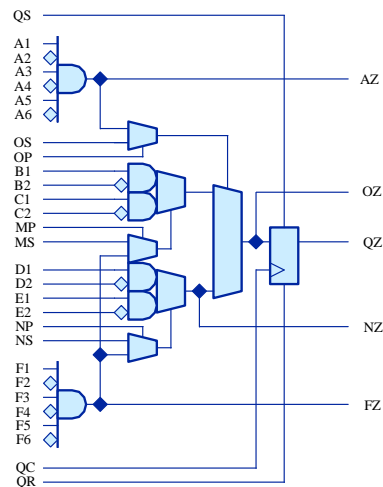 QS
A1
A2
A3
AZ
A4
A5
A6
OS
OP
B1
B2
OZ
C1
C2
MP
MS
QZ
D1
D2
E1
E2
NP
NZ
NS
F1
F2
F3
F4
FZ
F5
F6
QC
QR